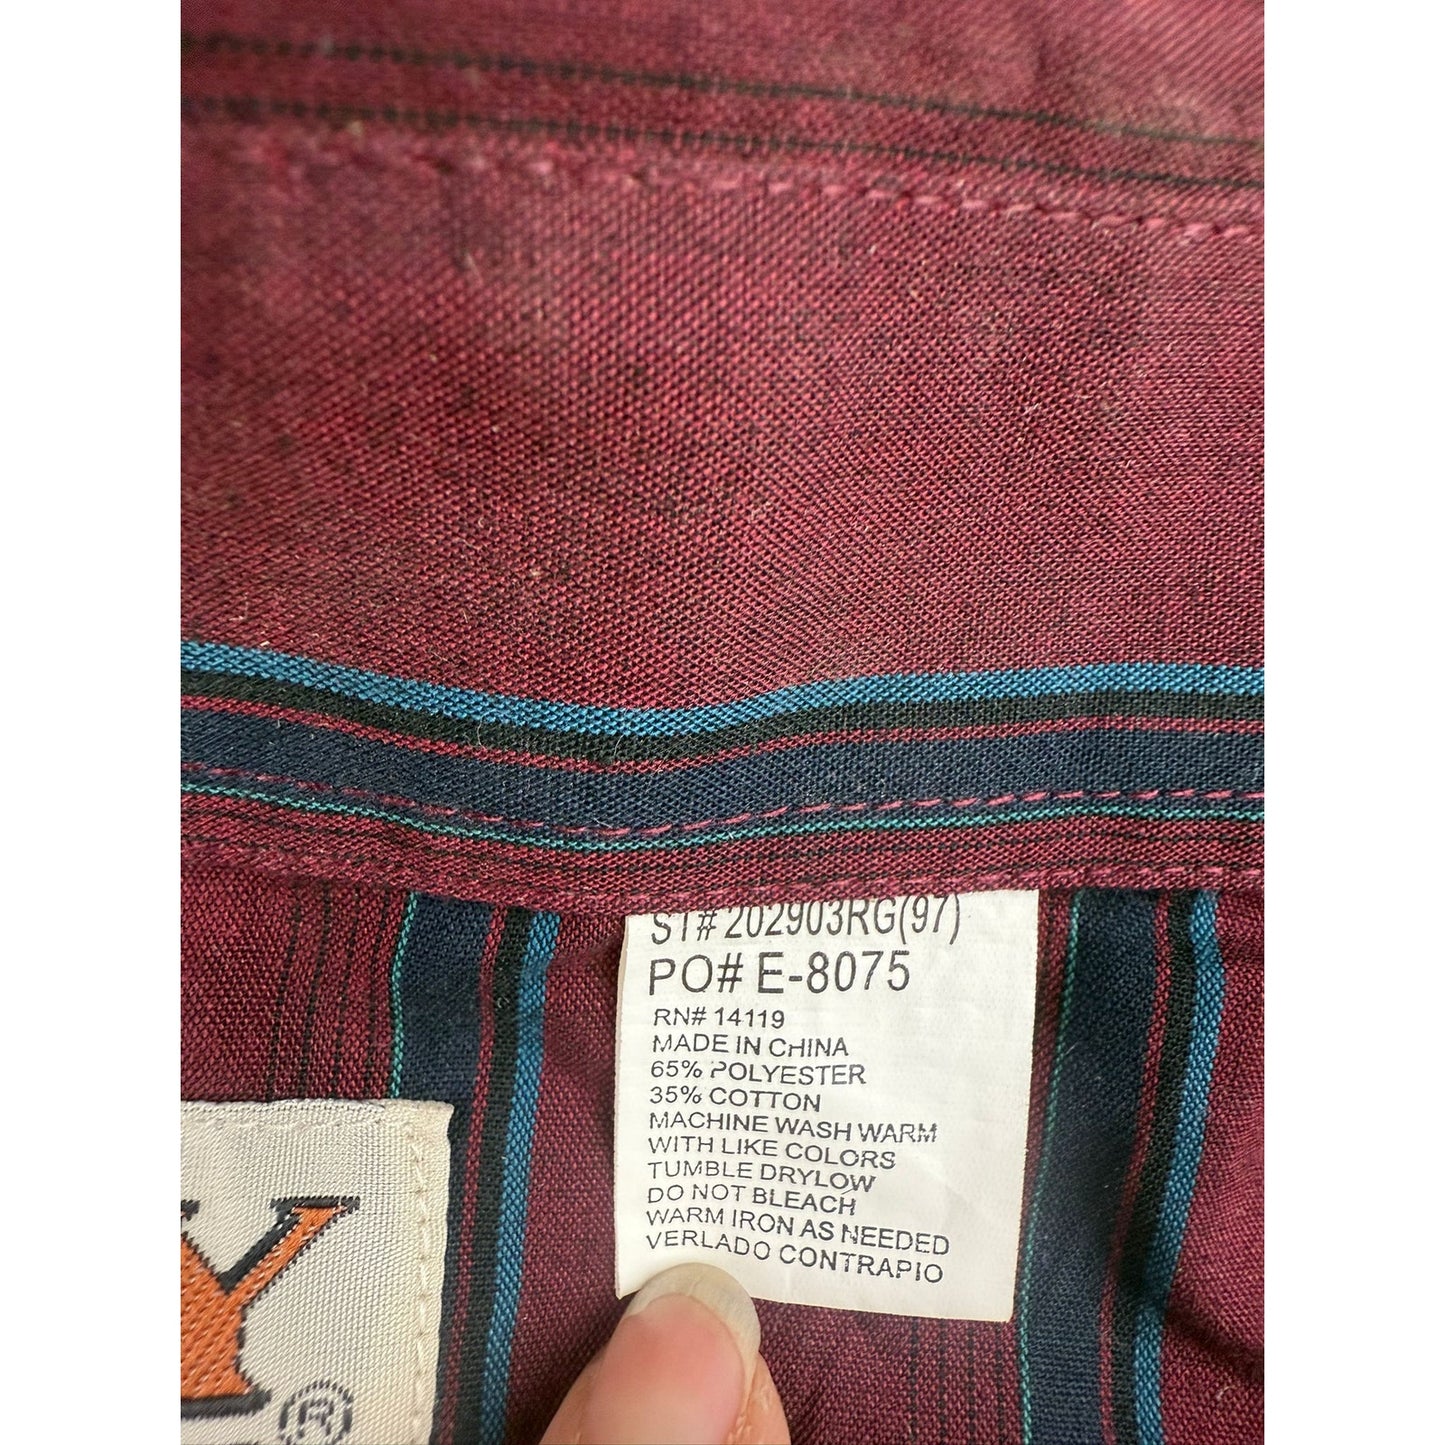 ST# 202903RG(97)
PO# E-8075
RN# 14119
MADE IN CHINA
65% POLYESTER
35% COTTON
MACHINE WASH WARM
WITH LIKE COLORS
TUMBLE DRYLOW
DO NOT BLEACH
WARM IRON AS NEEDED
VERLADO CONTRAPIO
Y
®